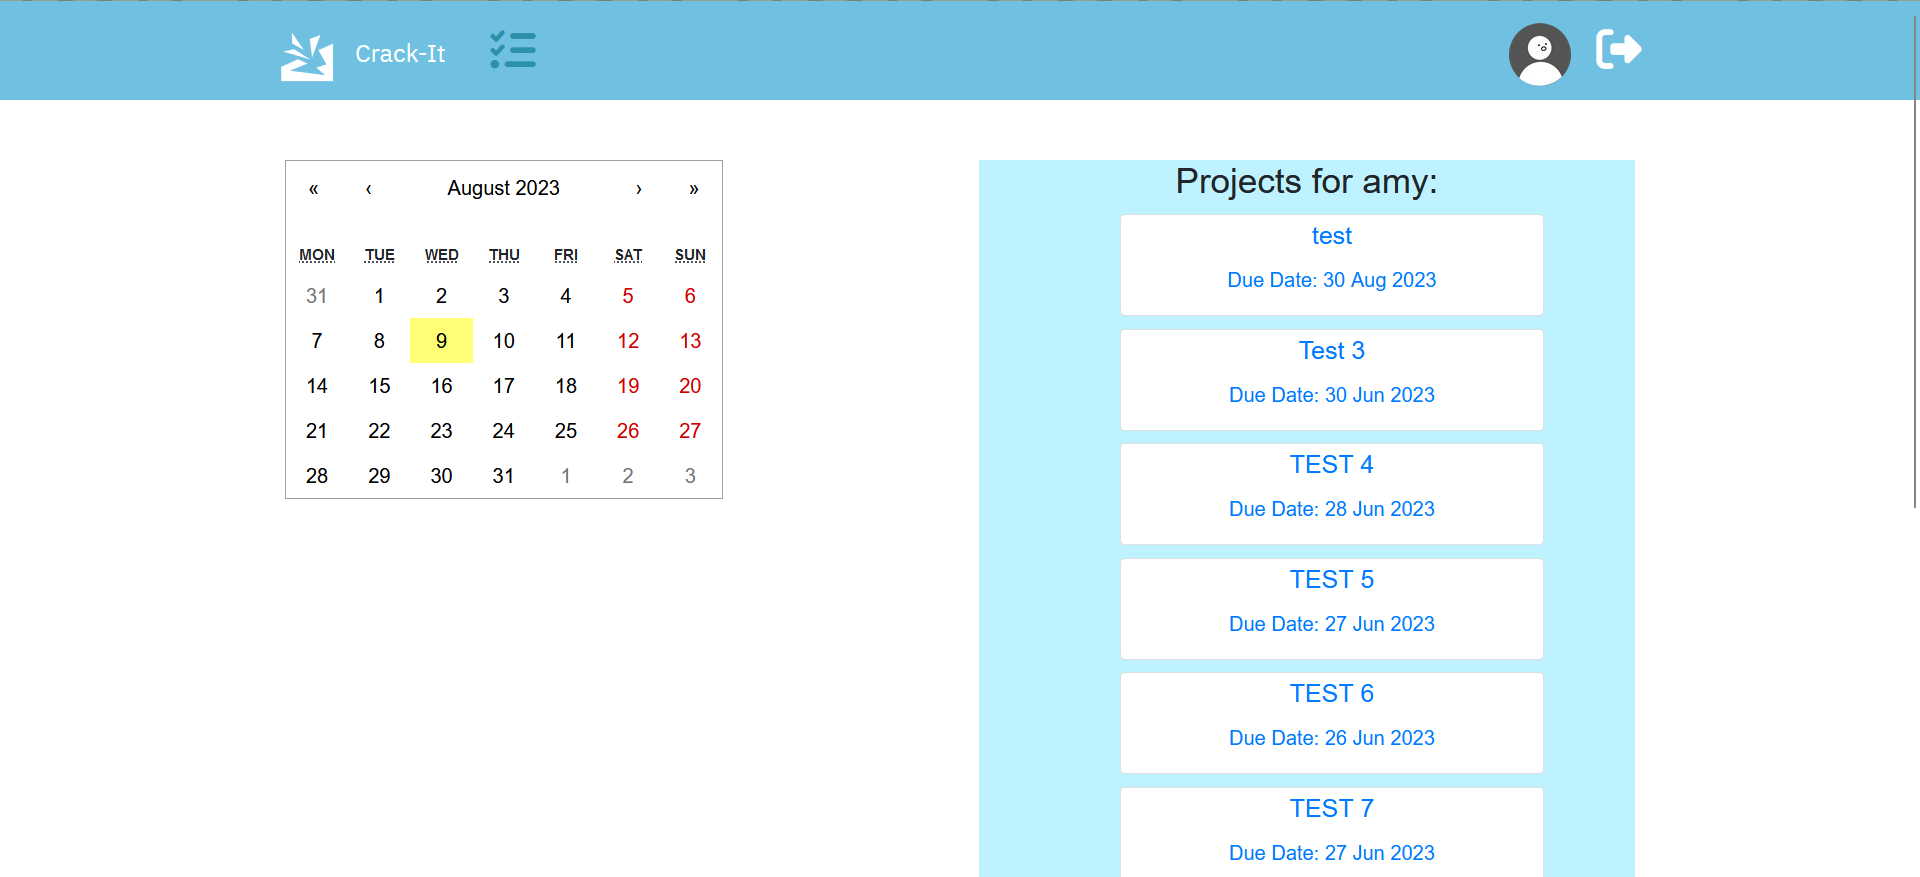 Crack-It
« ‹ August 2023 › »
MON TUE WED THU FRI SAT SUN
31 1 2 3 4 5 6
7 8 9 10 11 12 13
14 15 16 17 18 19 20
21 22 23 24 25 26 27
28 29 30 31 1 2 3
Projects for amy:
test
Due Date: 30 Aug 2023
Test 3
Due Date: 30 Jun 2023
TEST 4
Due Date: 28 Jun 2023
TEST 5
Due Date: 27 Jun 2023
TEST 6
Due Date: 26 Jun 2023
TEST 7
Due Date: 27 Jun 2023